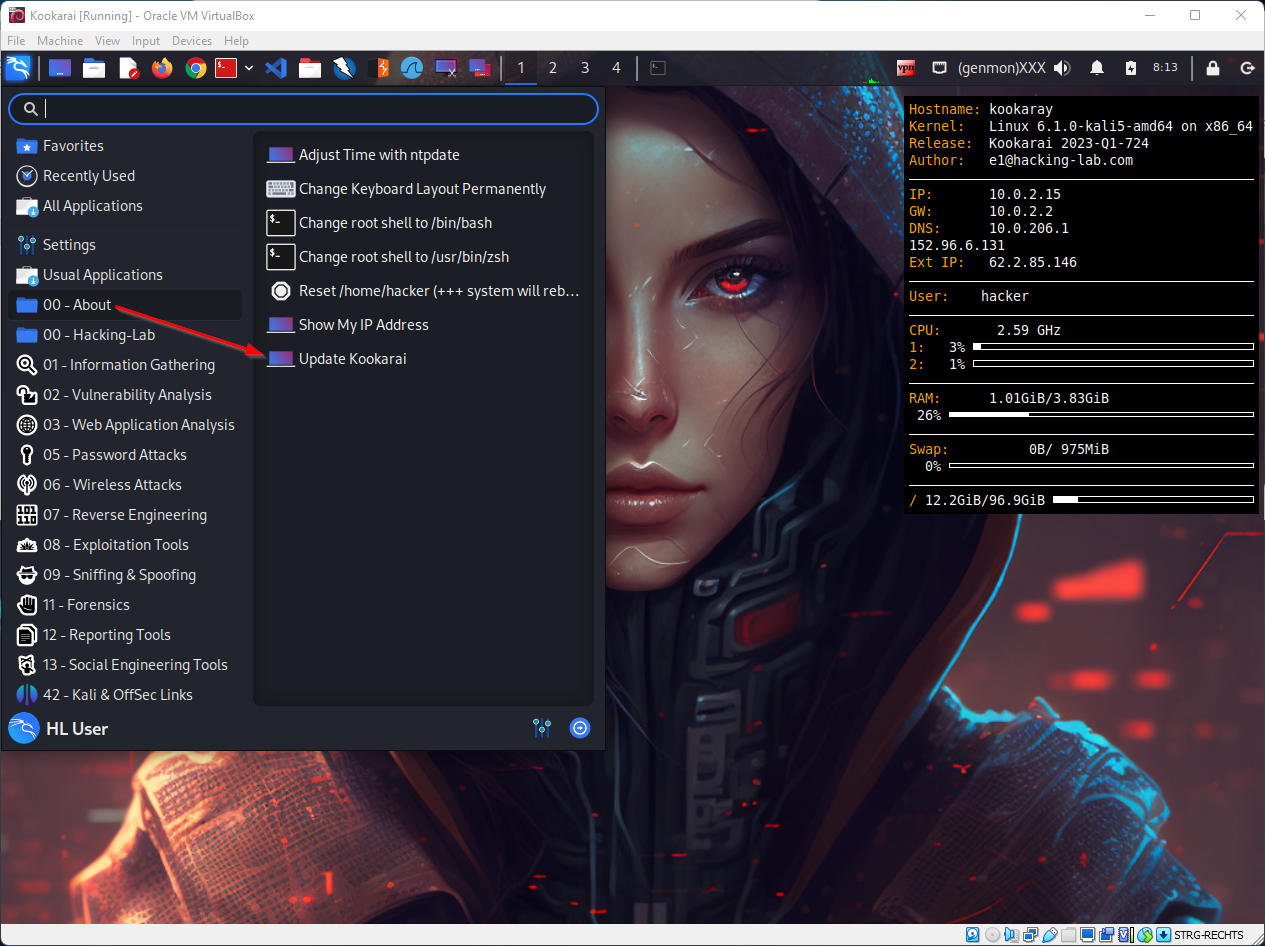 Kookarai [Running] - Oracle VM VirtualBox
File Machine View Input Devices Help
1 2 3 4 vpn (genmon)XXX 8:13
Favorites
Recently Used
All Applications
Settings
Usual Applications
00 - About
00 - Hacking-Lab
01 - Information Gathering
02 - Vulnerability Analysis
03 - Web Application Analysis
05 - Password Attacks
06 - Wireless Attacks
07 - Reverse Engineering
08 - Exploitation Tools
09 - Sniffing & Spoofing
11 - Forensics
12 - Reporting Tools
13 - Social Engineering Tools
42 - Kali & OffSec Links
HL User
Adjust Time with ntpdate
Change Keyboard Layout Permanently
Change root shell to /bin/bash
Change root shell to /usr/bin/zsh
Reset /home/hacker (+++ system will reb...
Show My IP Address
Update Kookarai
Hostname: kookaray
Kernel: Linux 6.1.0-kali5-amd64 on x86_64
Release: Kookarai 2023-Q1-724
Author: e1@hacking-lab.com
IP: 10.0.2.15
GW: 10.0.2.2
DNS: 10.0.206.1
152.96.6.131
Ext IP: 62.2.85.146
User: hacker
CPU: 2.59 GHz
1: 3%
2: 1%
RAM: 1.01GiB/3.83GiB
26%
Swap: 0B/ 975MiB
0%
/ 12.2GiB/96.9GiB
STRG-RECHTS